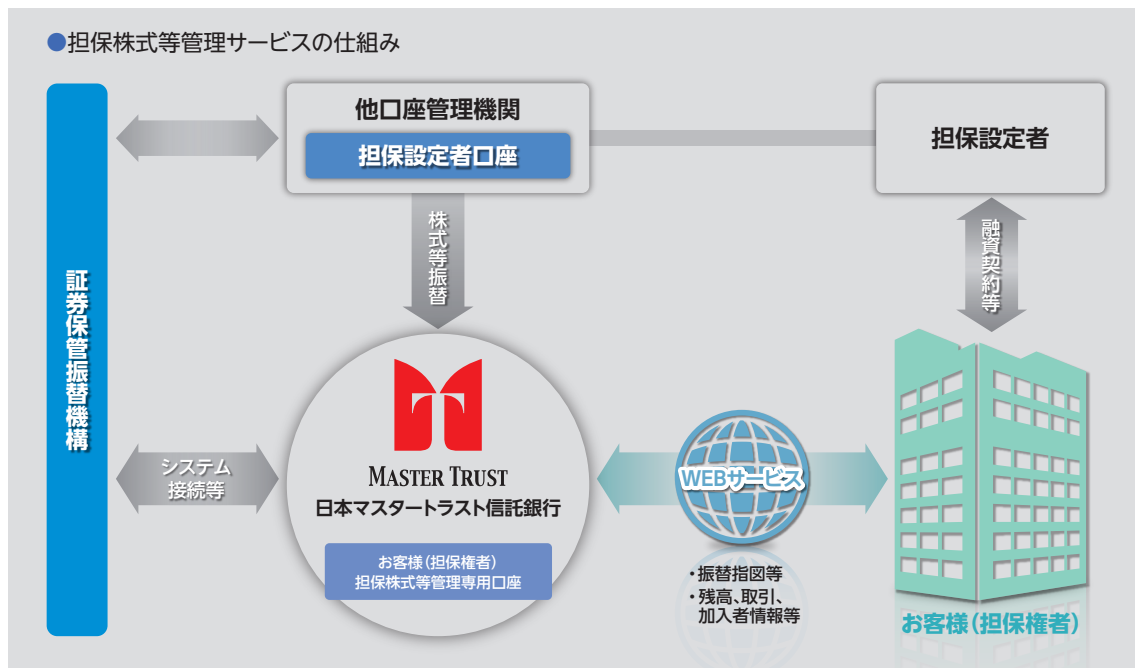 ●担保株式等管理サービスの仕組み
他口座管理機関
担保設定者口座
担保設定者
株式等振替
融資契約等
証券保管振替機構
システム
接続等
MASTER TRUST
日本マスタートラスト信託銀行
お客様(担保権者)
担保株式等管理専用口座
WEBサービス
・振替指図等
・残高、取引、
加入者情報等
お客様(担保権者)